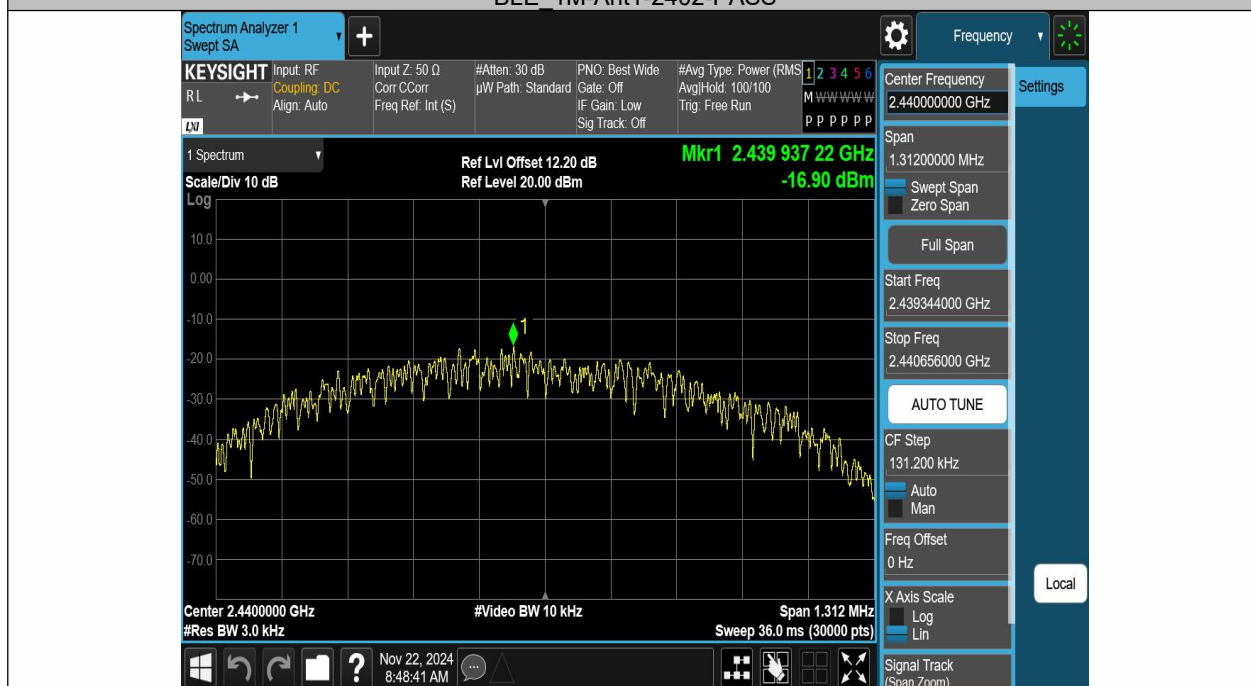 BLE_1M-Ant1-2402-PASS
Spectrum Analyzer 1
Swept SA
Frequency
KEYSIGHT
RL
LXI
Input: RF
Coupling: DC
Align: Auto
Input Z: 50 Ω
Corr CCorr
Freq Ref: Int (S)
#Atten: 30 dB
µW Path: Standard
PNO: Best Wide
Gate: Off
IF Gain: Low
Sig Track: Off
#Avg Type: Power (RMS
Avg|Hold: 100/100
Trig: Free Run
1 2 3 4 5 6
M W W W W W
P P P P P P
Center Frequency
2.440000000 GHz
Settings
Span
1.31200000 MHz
Swept Span
Zero Span
Full Span
Start Freq
2.439344000 GHz
Stop Freq
2.440656000 GHz
AUTO TUNE
CF Step
131.200 kHz
Auto
Man
Freq Offset
0 Hz
X Axis Scale
Log
Lin
Signal Track
(Span Zoom)
Local
1 Spectrum
Scale/Div 10 dB
Log
Ref Lvl Offset 12.20 dB
Ref Level 20.00 dBm
Mkr1 2.439 937 22 GHz
-16.90 dBm
10.0
0.00
-10.0
1
-20.0
-30.0
-40.0
-50.0
-60.0
-70.0
Center 2.4400000 GHz
#Video BW 10 kHz
Span 1.312 MHz
#Res BW 3.0 kHz
Sweep 36.0 ms (30000 pts)
?
Nov 22, 2024
8:48:41 AM